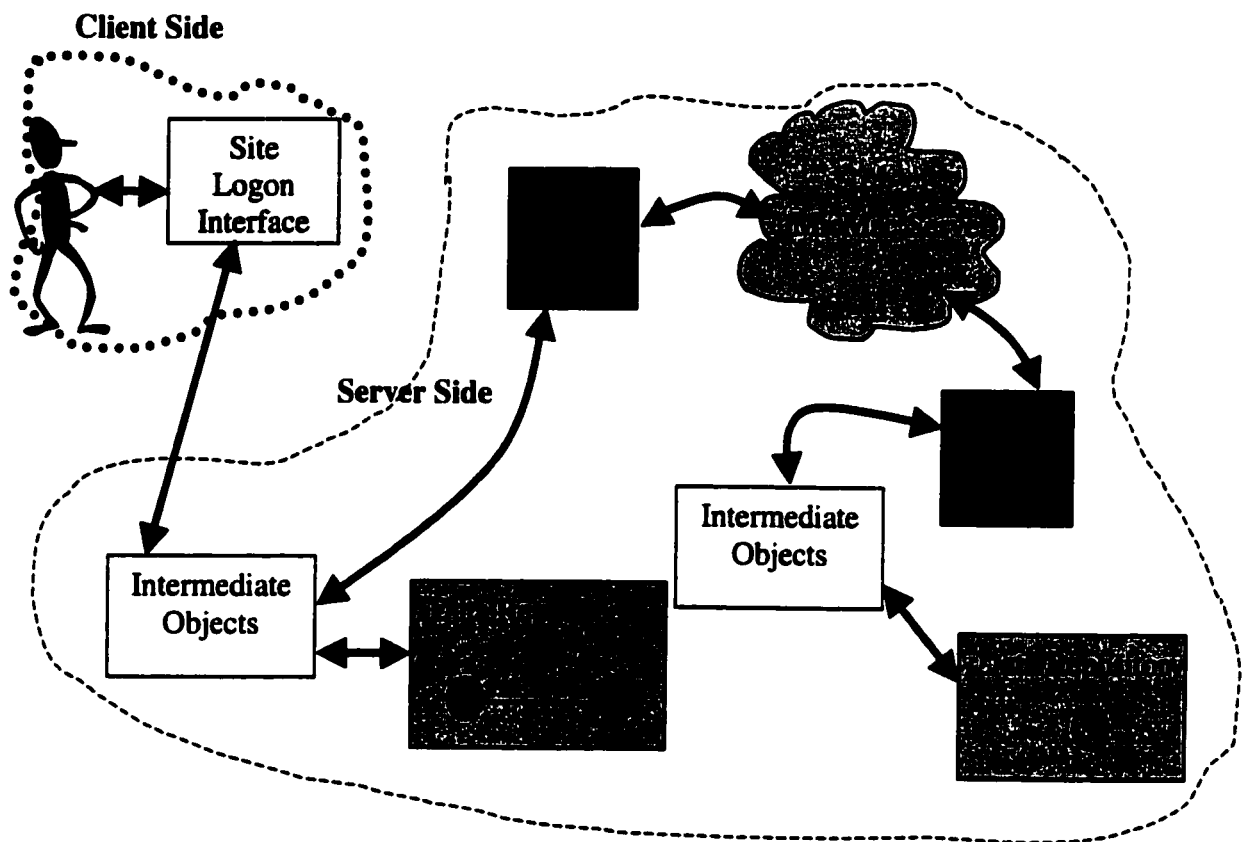 Client Side
Site
Logon
Interface
Server Side
Intermediate
Objects
Intermediate
Objects